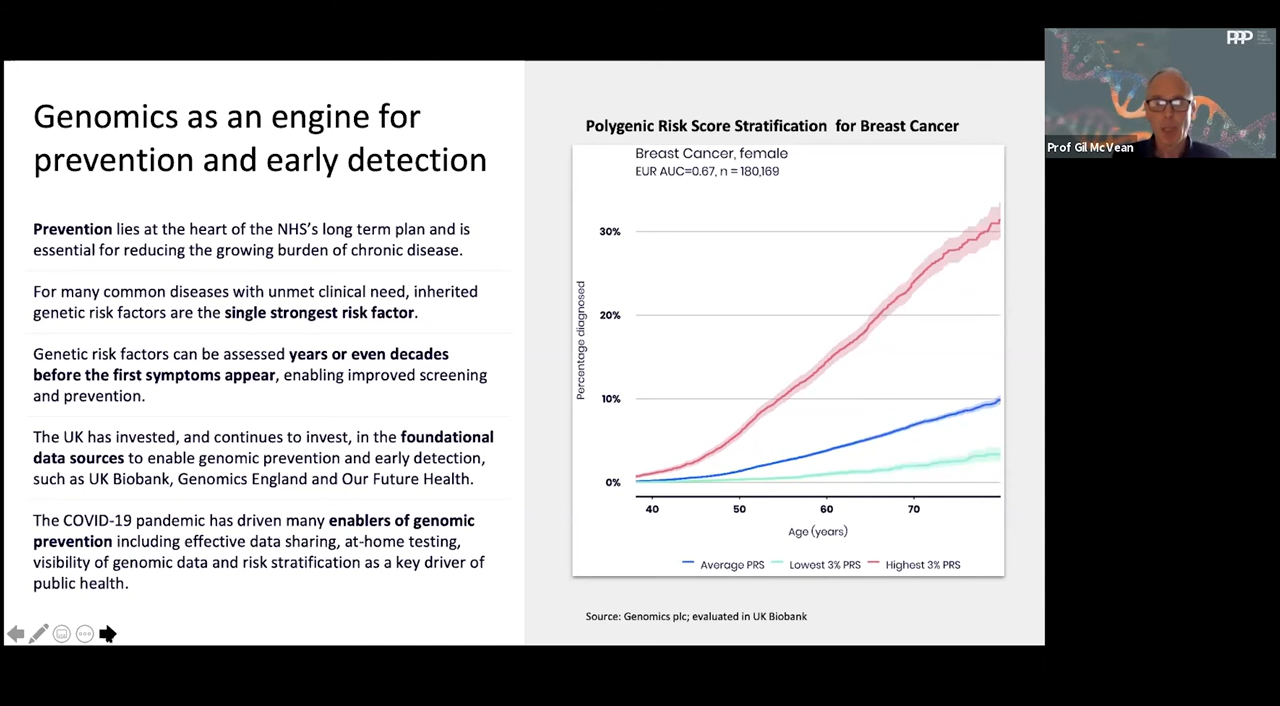 Genomics as an engine for
prevention and early detection
Prevention lies at the heart of the NHS's long term plan and is
essential for reducing the growing burden of chronic disease.
For many common diseases with unmet clinical need, inherited
genetic risk factors are the single strongest risk factor.
Genetic risk factors can be assessed years or even decades
before the first symptoms appear, enabling improved screening
and prevention.
The UK has invested, and continues to invest, in the foundational
data sources to enable genomic prevention and early detection,
such as UK Biobank, Genomics England and Our Future Health.
The COVID-19 pandemic has driven many enablers of genomic
prevention including effective data sharing, at-home testing,
visibility of genomic data and risk stratification as a key driver of
public health.
Polygenic Risk Score Stratification for Breast Cancer
Breast Cancer, female
EUR AUC=0.67, n = 180,169
Percentage diagnosed
30%
20%
10%
0%
40 50 60 70
Age (years)
Average PRS Lowest 3% PRS Highest 3% PRS
Source: Genomics plc; evaluated in UK Biobank
PPP
Prof Gil McVean